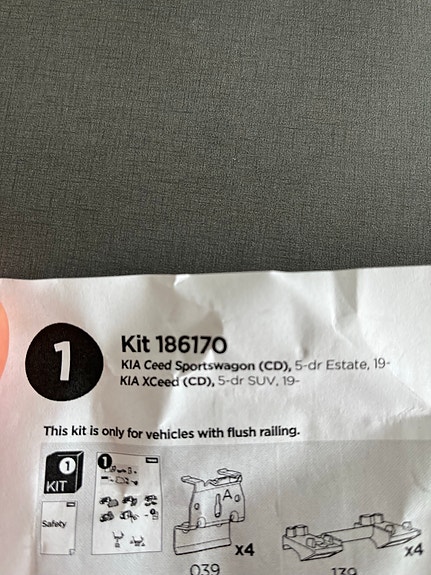 1
Kit 186170
KIA Ceed Sportswagon (CD), 5-dr Estate, 19-
KIA XCeed (CD), 5-dr SUV, 19-
This kit is only for vehicles with flush railing.
1
KIT
1
Safety
A
x4
x4
039
139